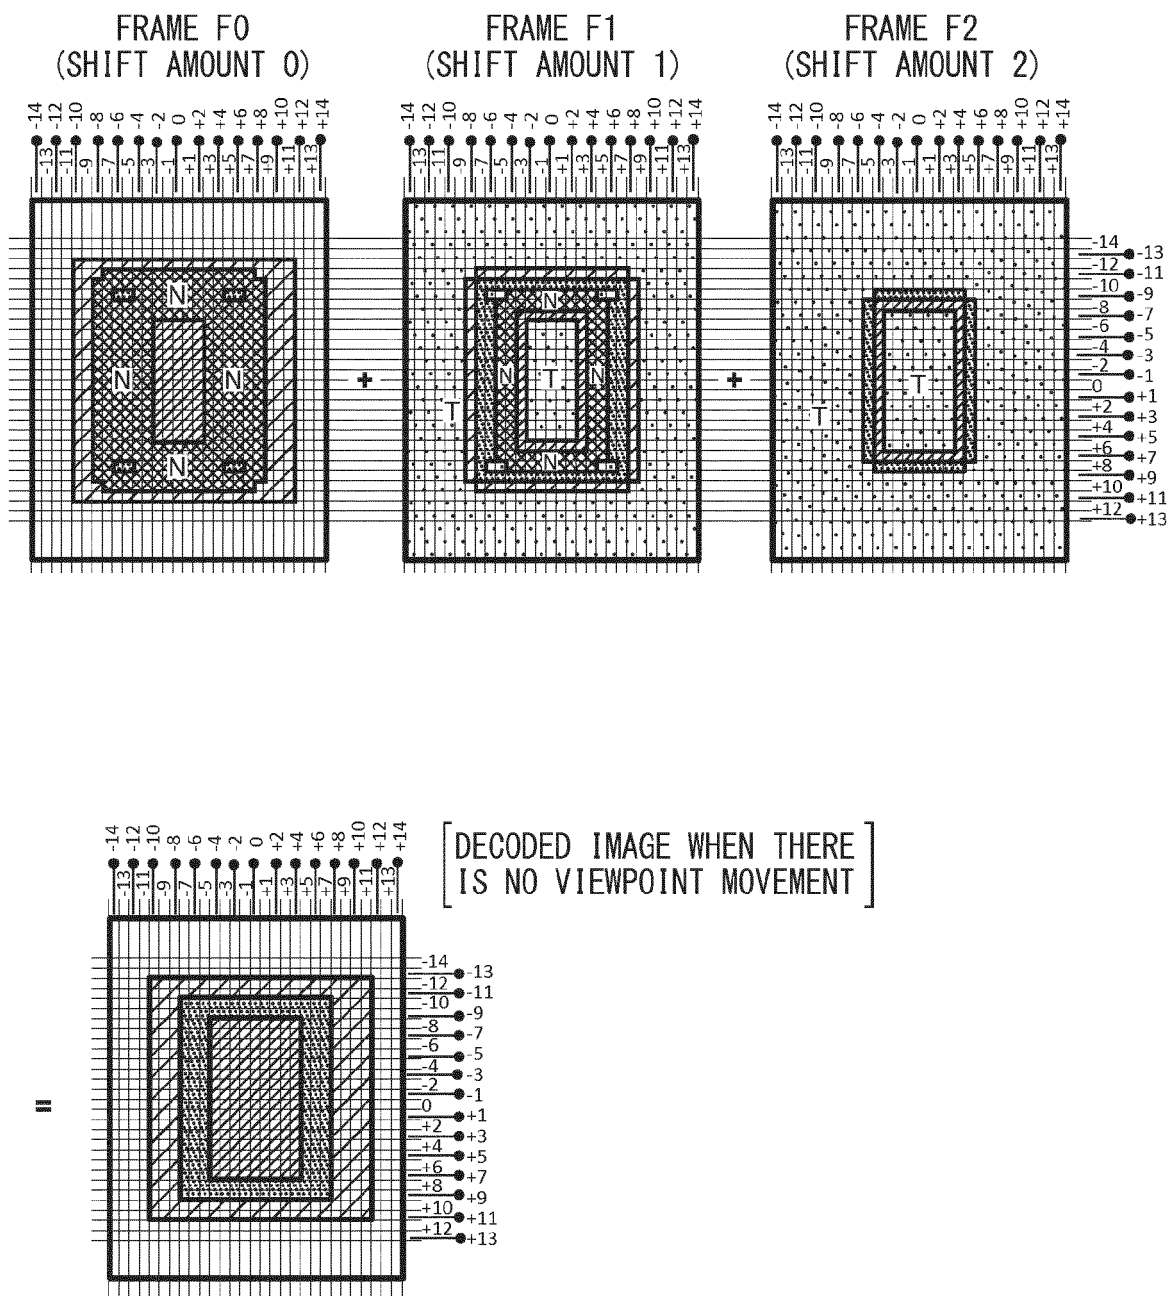 FRAME F0
(SHIFT AMOUNT 0)
FRAME F1
(SHIFT AMOUNT 1)
FRAME F2
(SHIFT AMOUNT 2)
-14 -12 -10 -8 -6 -4 -2 0 +2 +4 +6 +8 +10 +14
-13 -11 -9 -7 -5 -3 -1 +1 +3 +5 +7 +9 +11 +13
-14 -12 -10 -8 -6 -4 -2 0 +2 +4 +6 +8 +10 +12 +14
-13 -11 -9 -7 -5 -3 -1 +1 +3 +5 +7 +9 +11 +13
-14 -12 -10 -8 -6 -4 -2 0 +2 +4 +6 +8 +10 +12 +14
-13 -11 -9 -7 -5 -3 -1 +1 +3 +5 +7 +9 +11 +13
N
N N
N
+
N
N T N
T
N
+
T
T
-14
-13
-12
-11
-10
-9
-8
-7
-6
-5
-4
-3
-2
-1
0
+1
+2
+3
+4
+5
+6
+7
+8
+9
+10
+11
+12
+13
=
-14 -12 -10 -8 -6 -4 -2 0 +2 +4 +6 +8 +10 +12 +14
-13 -11 -9 -7 -5 -3 -1 +1 +3 +5 +7 +9 +11 +13
[DECODED IMAGE WHEN THERE
IS NO VIEWPOINT MOVEMENT]
-14
-13
-12
-11
-10
-9
-8
-7
-6
-5
-4
-3
-2
-1
0
+1
+2
+3
+4
+5
+6
+7
+8
+9
+10
+11
+12
+13